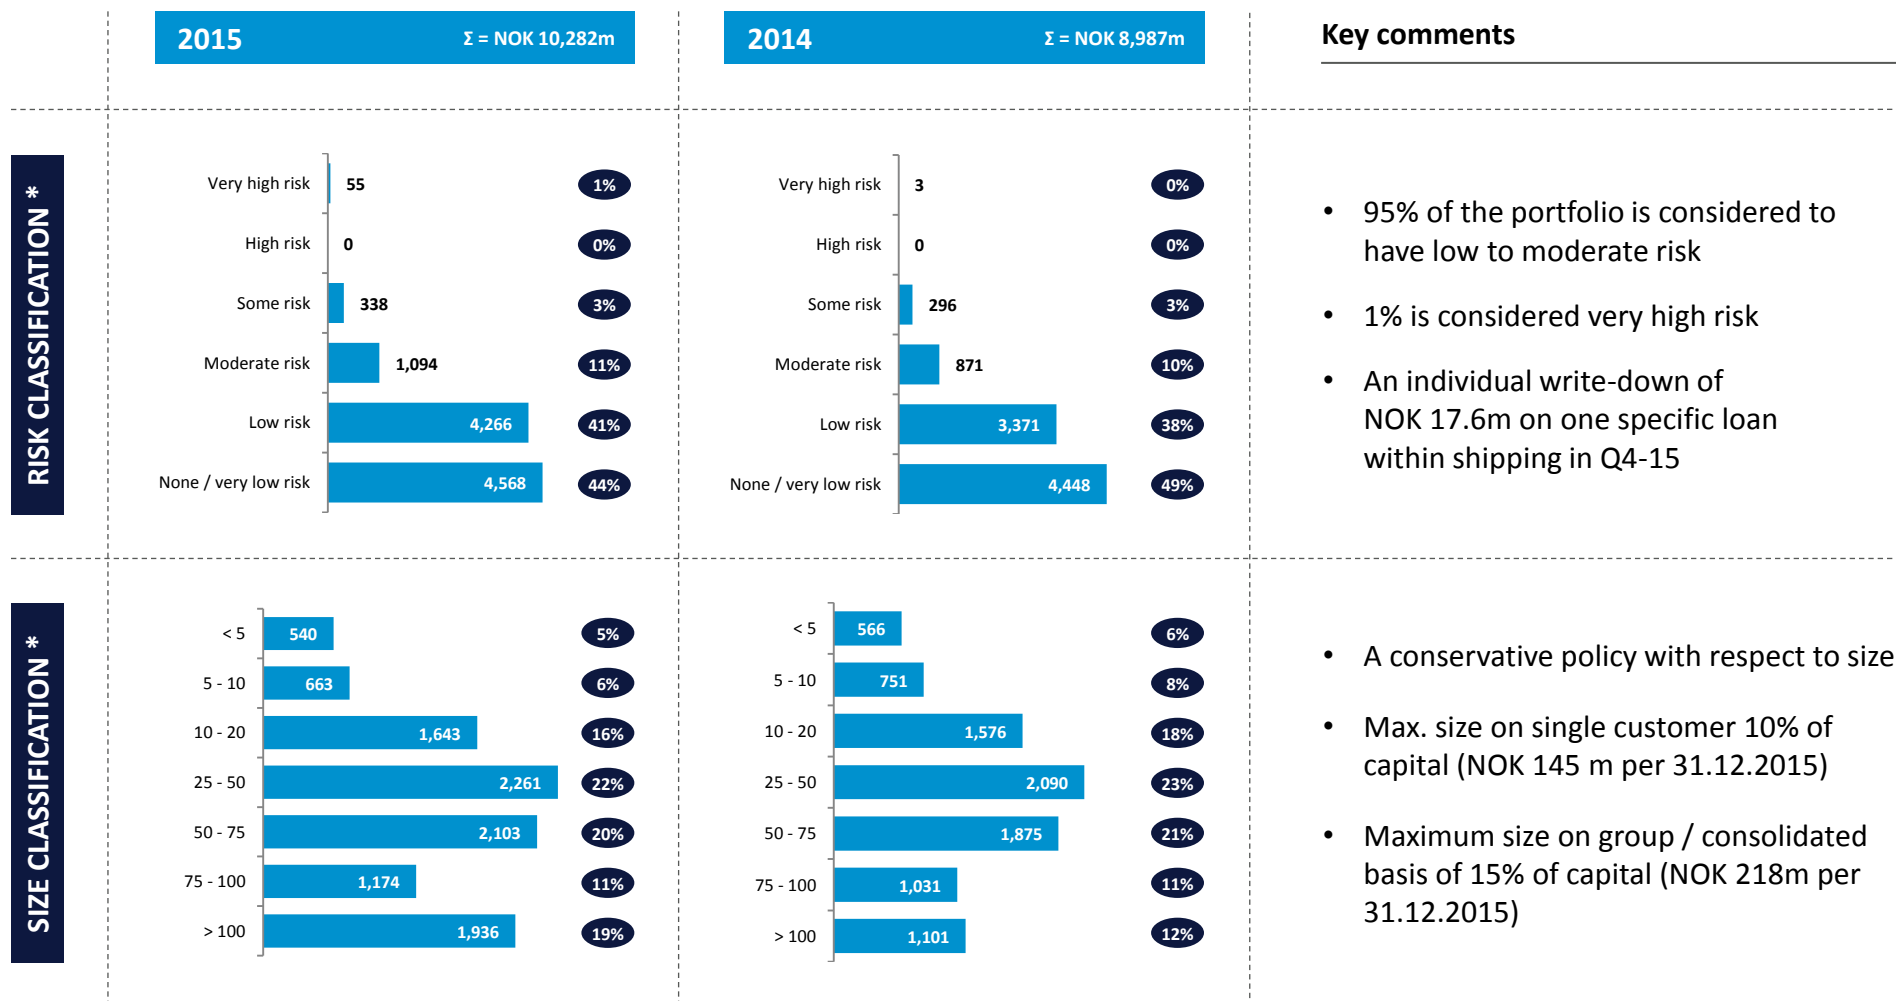 2015 Σ = NOK 10,282m
2014 Σ = NOK 8,987m
Key comments
RISK CLASSIFICATION *
Very high risk 55 1%
High risk 0 0%
Some risk 338 3%
Moderate risk 1,094 11%
Low risk 4,266 41%
None / very low risk 4,568 44%
Very high risk 3 0%
High risk 0 0%
Some risk 296 3%
Moderate risk 871 10%
Low risk 3,371 38%
None / very low risk 4,448 49%
• 95% of the portfolio is considered to
have low to moderate risk
• 1% is considered very high risk
• An individual write-down of
NOK 17.6m on one specific loan
within shipping in Q4-15
SIZE CLASSIFICATION *
< 5 540 5%
5 - 10 663 6%
10 - 20 1,643 16%
25 - 50 2,261 22%
50 - 75 2,103 20%
75 - 100 1,174 11%
> 100 1,936 19%
< 5 566 6%
5 - 10 751 8%
10 - 20 1,576 18%
25 - 50 2,090 23%
50 - 75 1,875 21%
75 - 100 1,031 11%
> 100 1,101 12%
• A conservative policy with respect to size
• Max. size on single customer 10% of
capital (NOK 145 m per 31.12.2015)
• Maximum size on group / consolidated
basis of 15% of capital (NOK 218m per
31.12.2015)